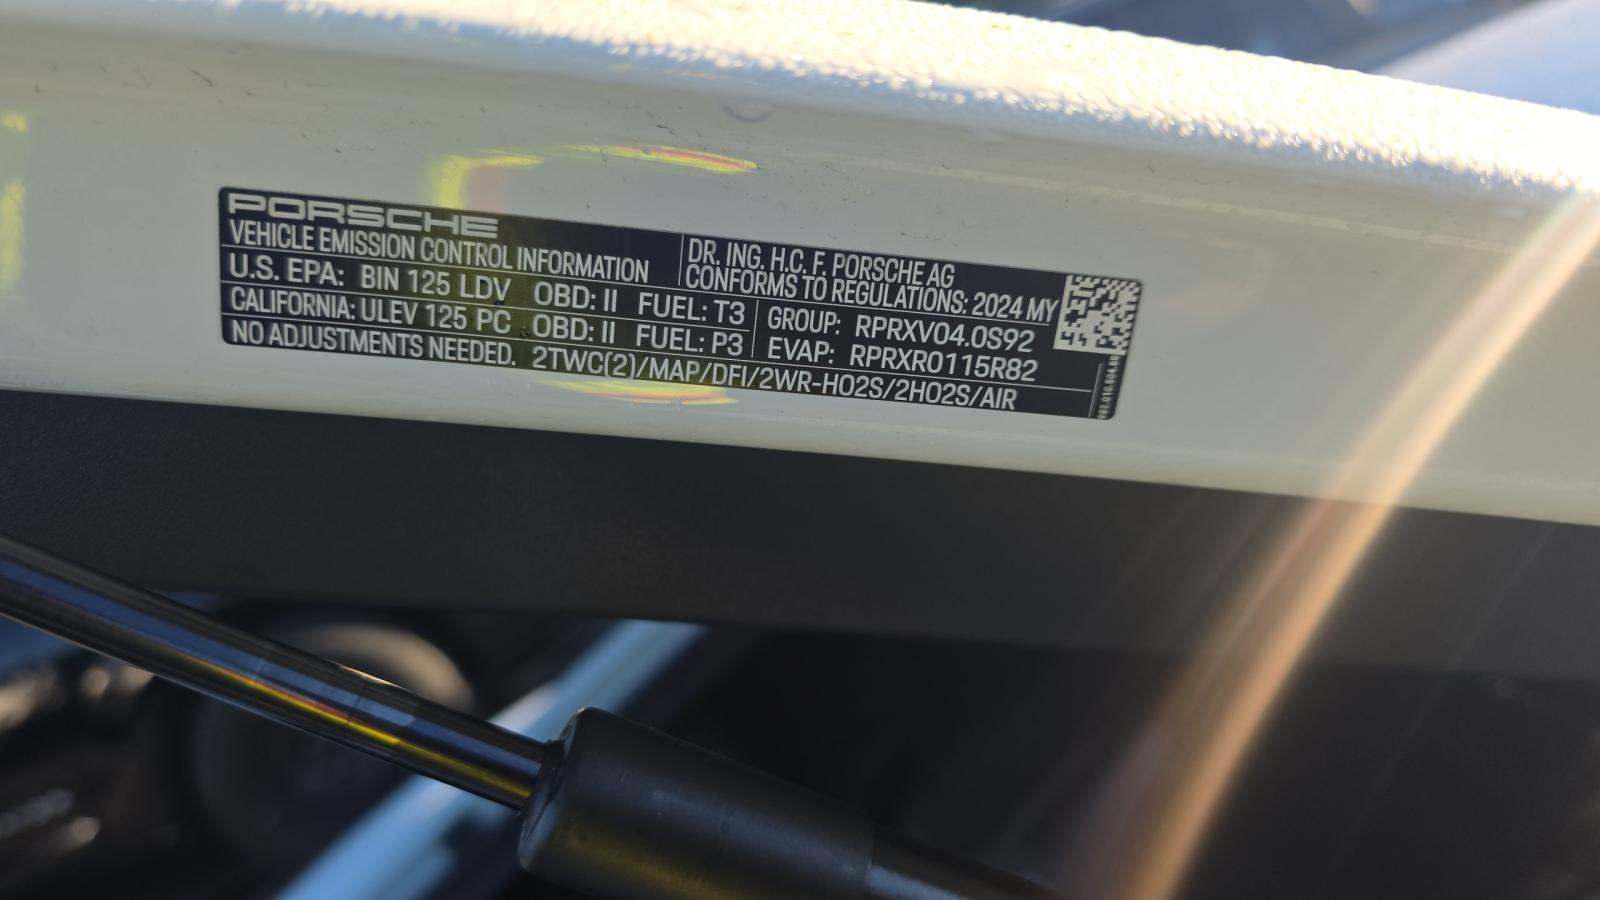 PORSCHE
VEHICLE EMISSION CONTROL INFORMATION
DR. ING. H.C. F. PORSCHE AG
CONFORMS TO REGULATIONS: 2024 MY
U.S. EPA: BIN 125 LDV OBD: II FUEL: T3
CALIFORNIA: ULEV 125 PC OBD: II FUEL: P3
GROUP: RPRXV04.0S92
EVAP: RPRXR0115R82
NO ADJUSTMENTS NEEDED. 2TWC(2)/MAP/DFI/2WR-HO2S/2HO2S/AIR